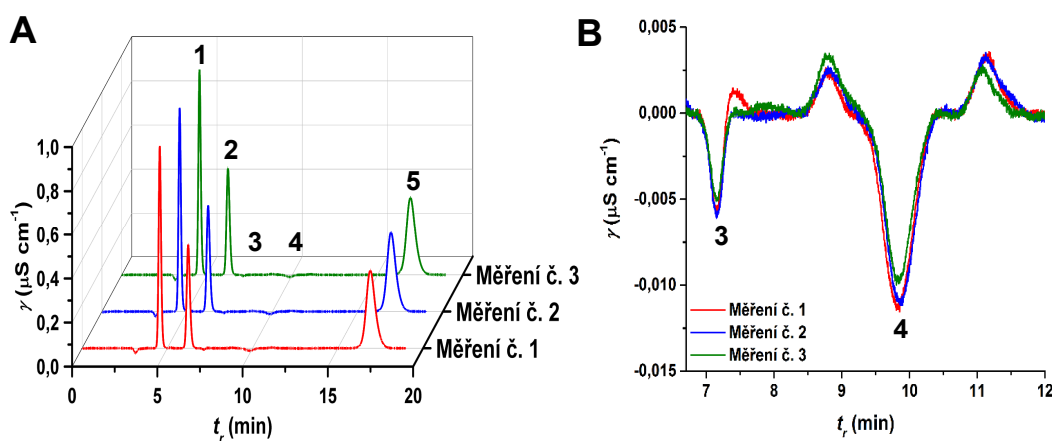 A
γ (µS cm⁻¹)
1,0
0,8
0,6
0,4
0,2
0,0
1
2
3
4
5
Měření č. 3
Měření č. 2
Měření č. 1
0 5 10 15 20
tᵣ (min)
B
γ (µS cm⁻¹)
0,005
0,000
-0,005
-0,010
-0,015
3
4
Měření č. 1
Měření č. 2
Měření č. 3
7 8 9 10 11 12
tᵣ (min)